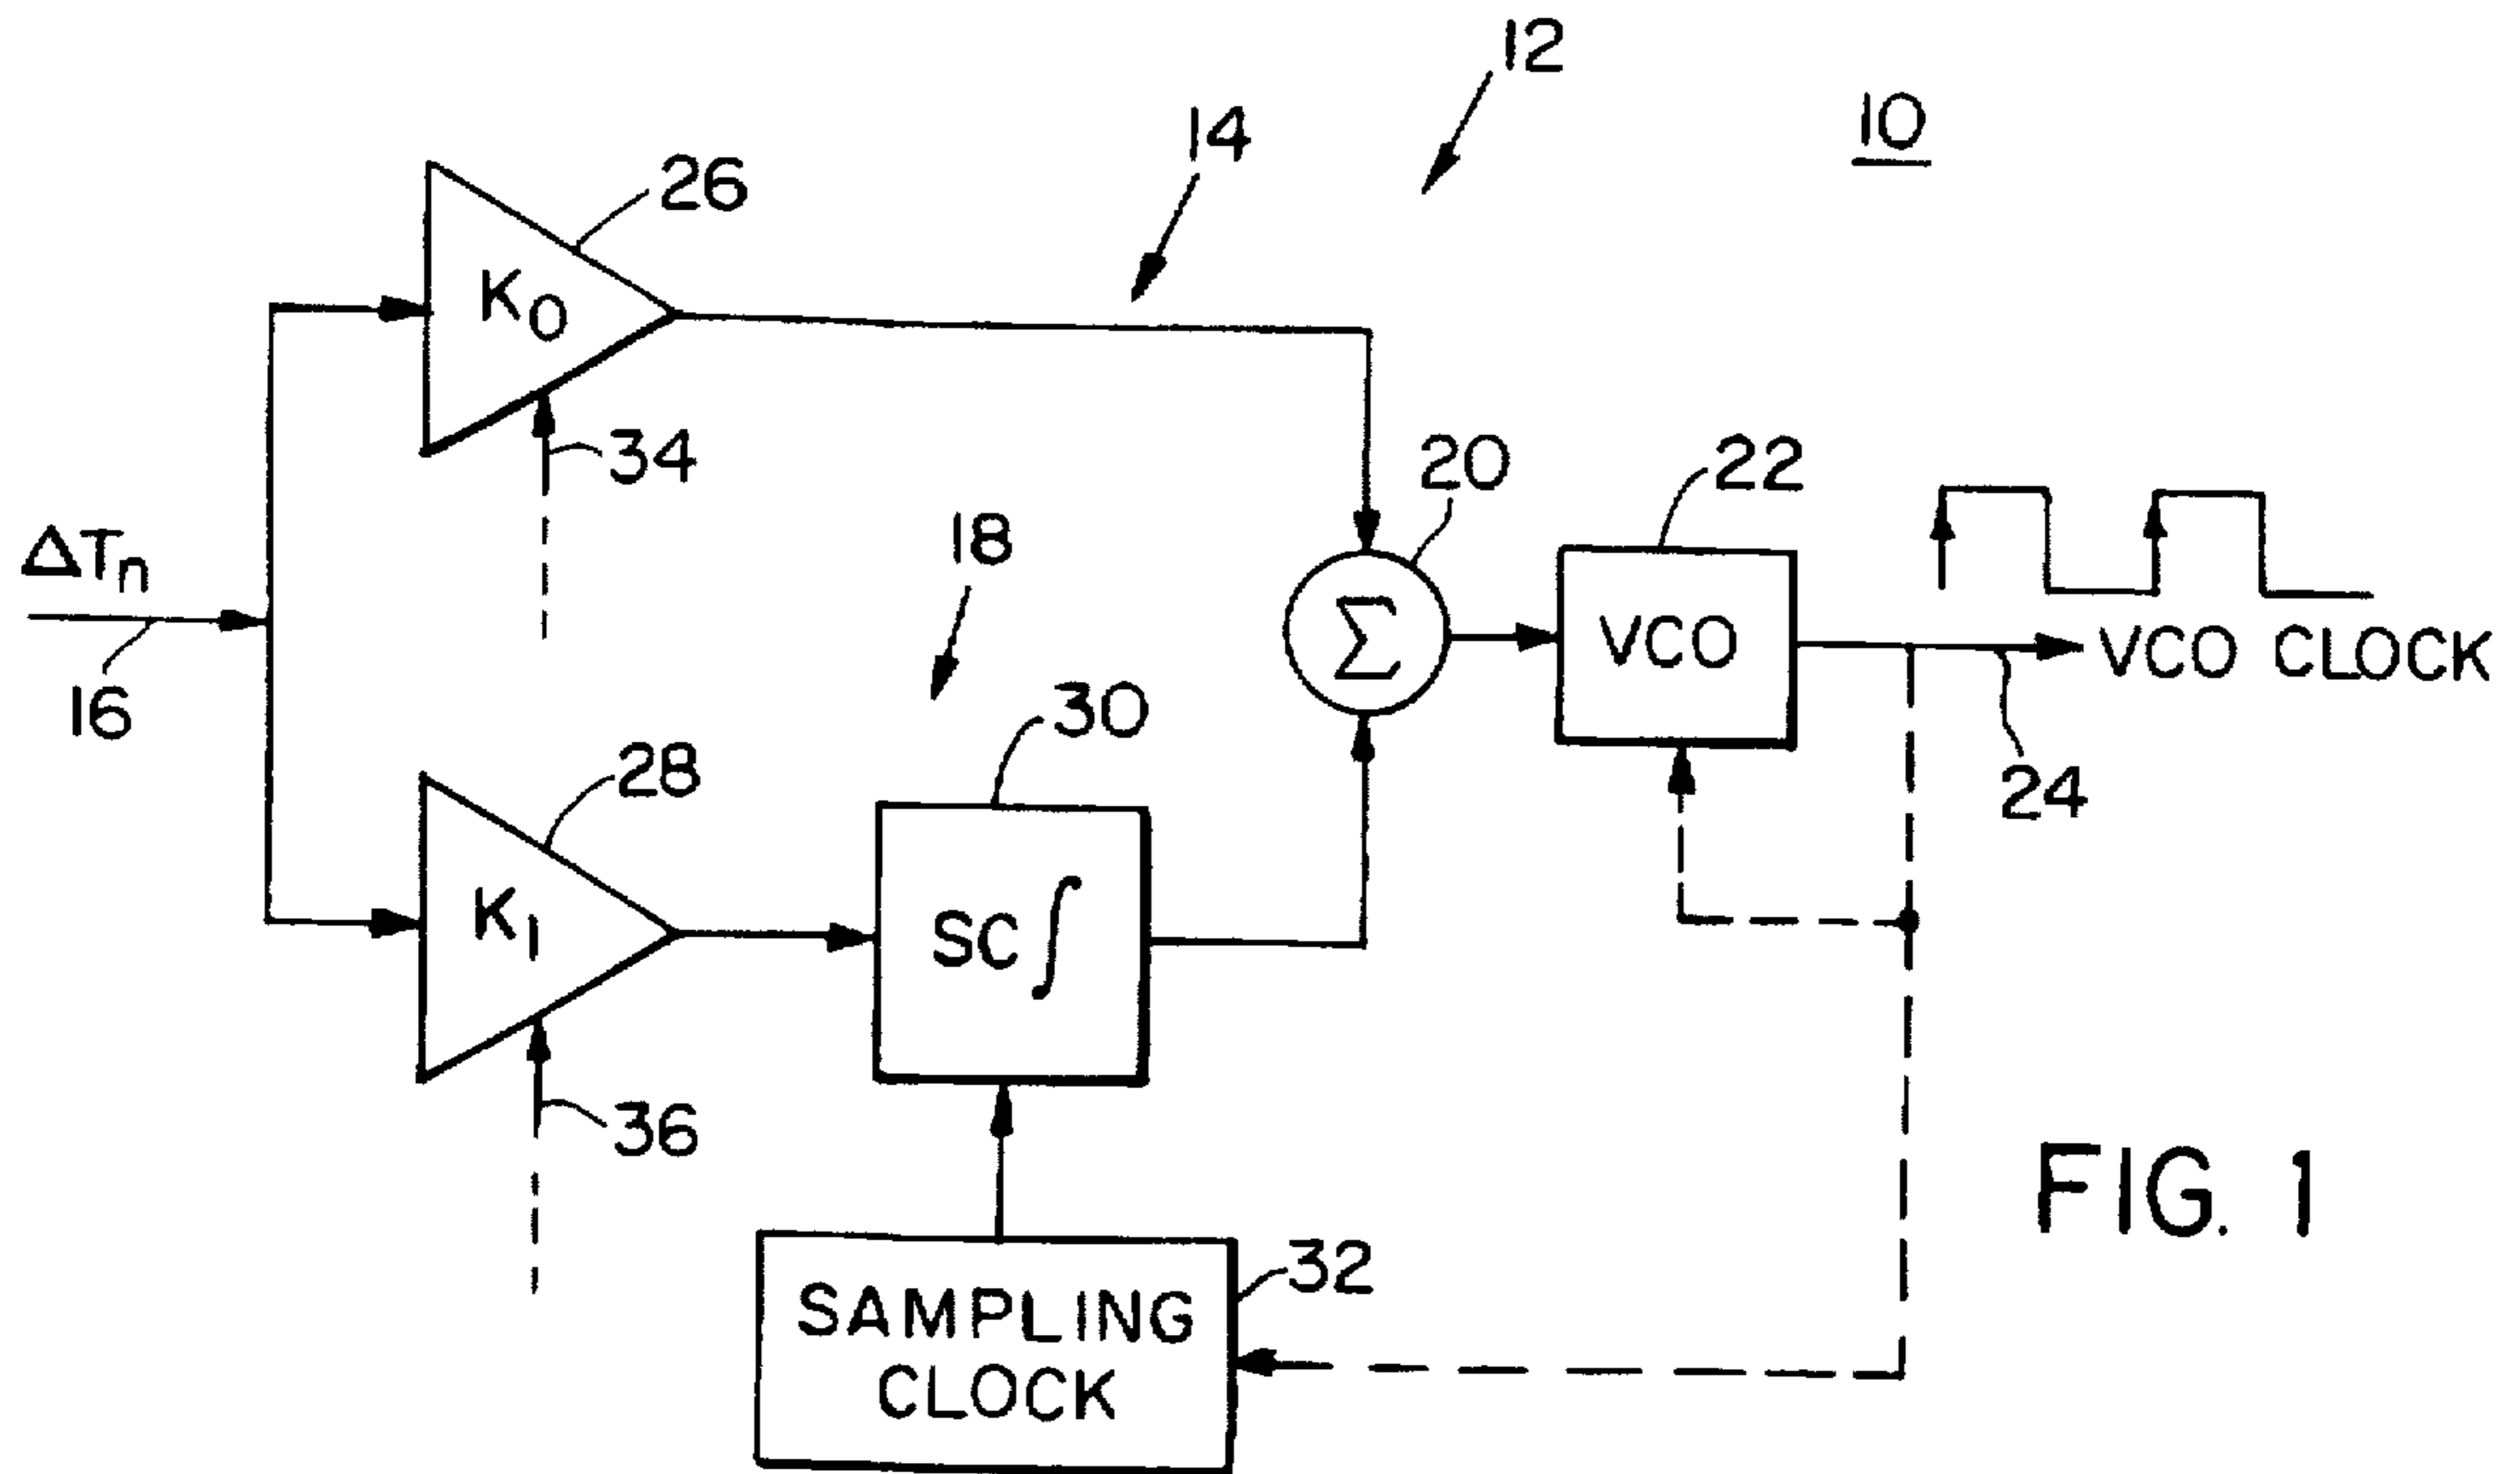 12
10
14
26
K0
34
20
22
18
ΔTn
Σ
VCO
VCO CLOCK
16
30
28
24
K1
SC∫
36
FIG. 1
32
SAMPLING
CLOCK